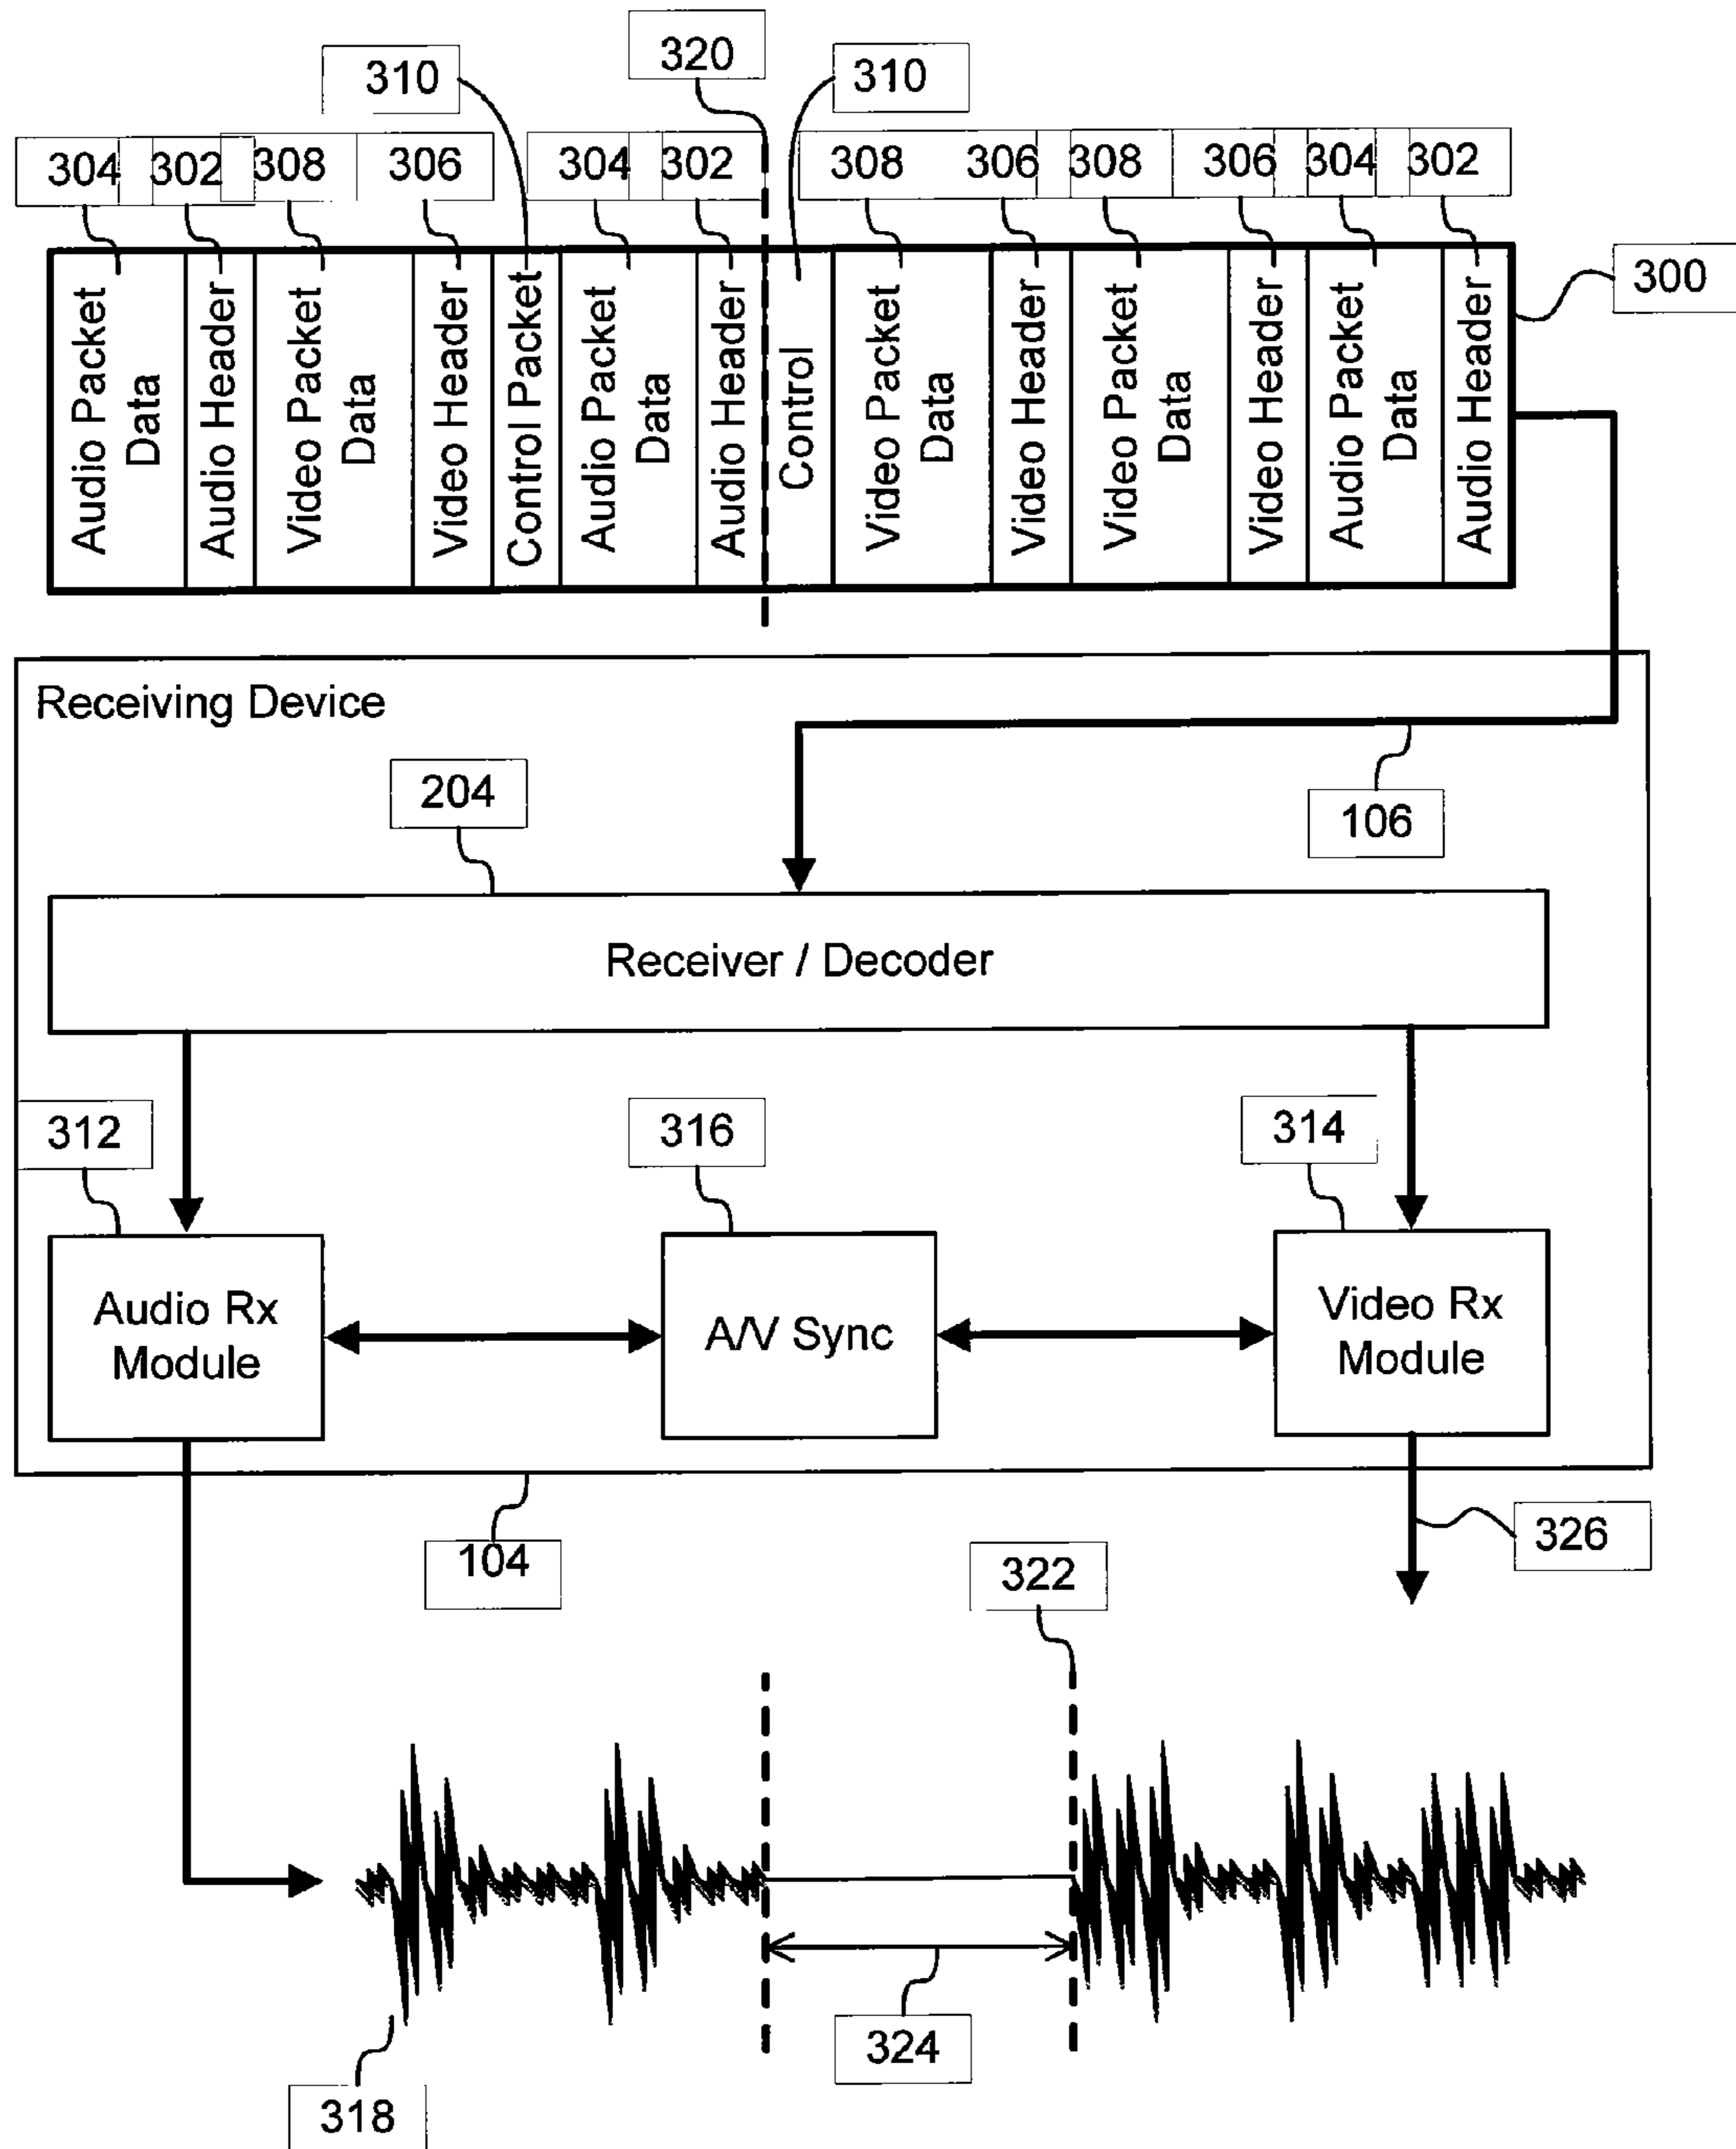 320
310
310
304
302
308
306
304
302
308
306
308
306
304
302
300
Audio Packet
Data
Audio Header
Video Packet
Data
Video Header
Control Packet
Audio Packet
Data
Audio Header
Control
Video Packet
Data
Video Header
Video Packet
Data
Video Header
Audio Packet
Data
Audio Header
Receiving Device
204
106
Receiver / Decoder
312
316
314
Audio Rx
Module
A/V Sync
Video Rx
Module
104
322
326
324
318